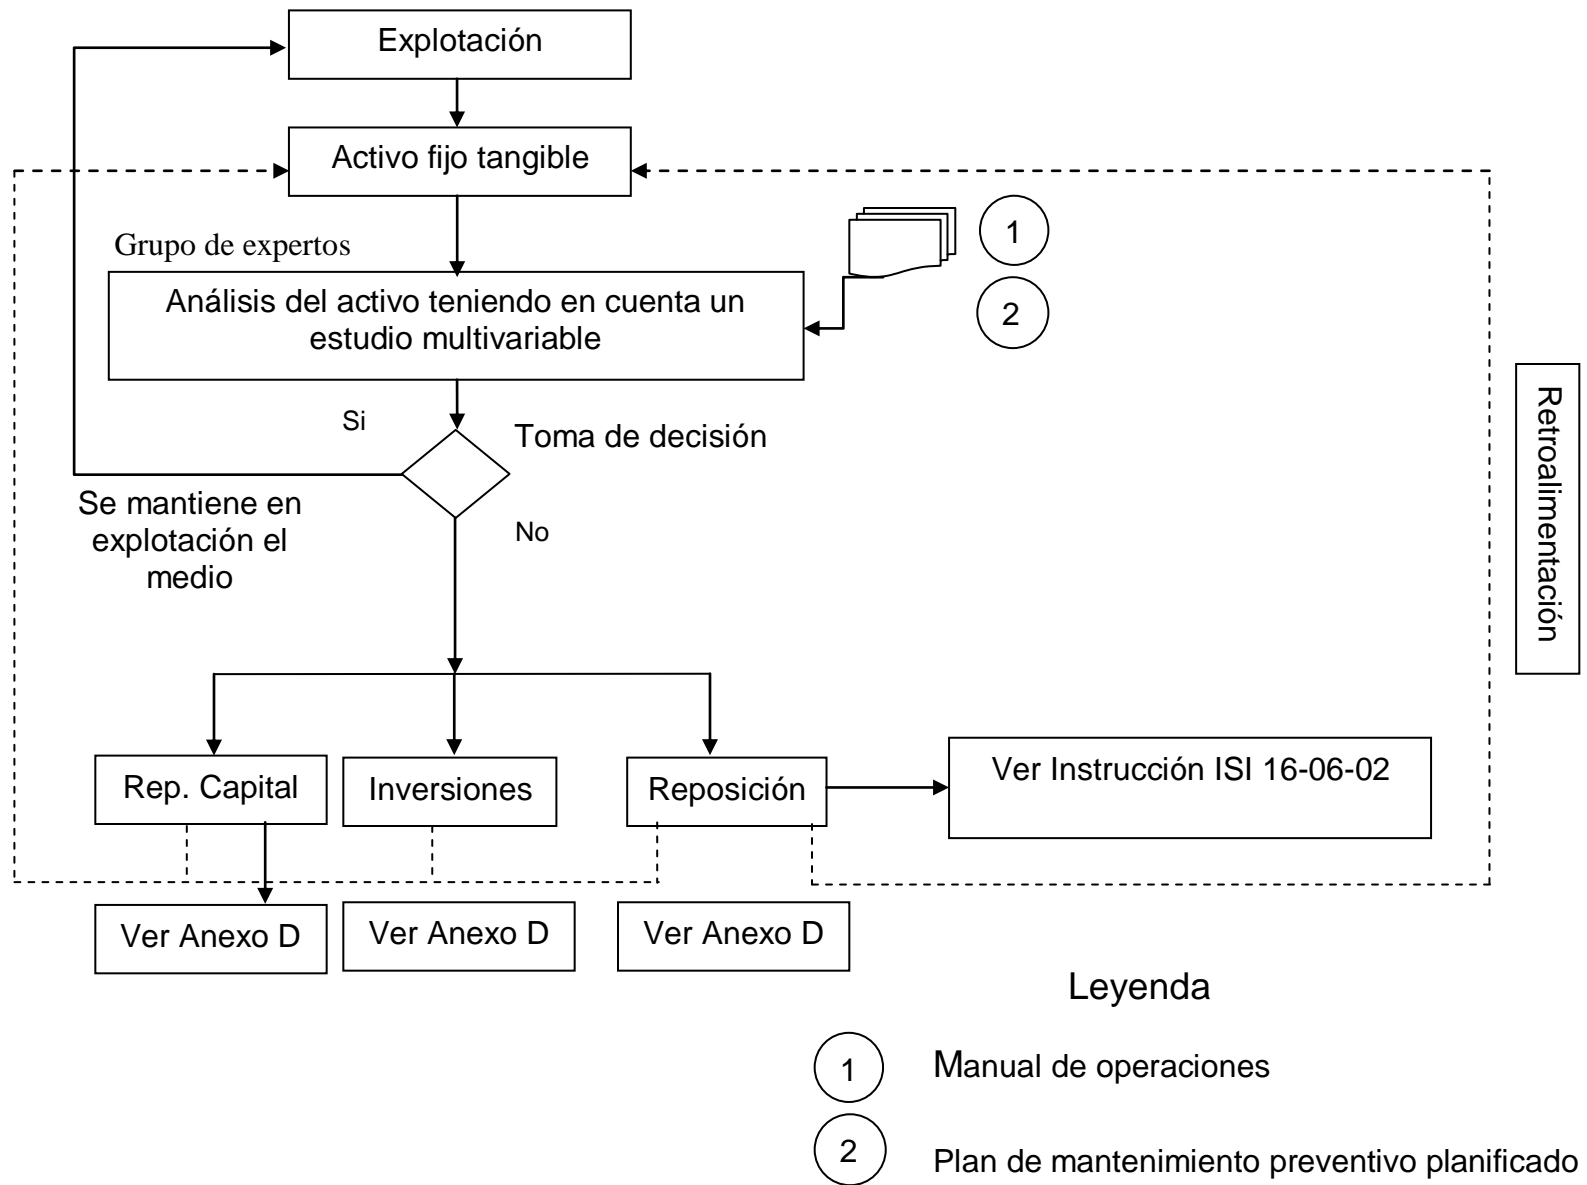 Explotación
Activo fijo tangible
Grupo de expertos
1
Análisis del activo teniendo en cuenta un
estudio multivariable
2
Si
Toma de decisión
Se mantiene en
explotación el
medio
No
Retroalimentación
Rep. Capital
Inversiones
Reposición
Ver Instrucción ISI 16-06-02
Ver Anexo D
Ver Anexo D
Ver Anexo D
Leyenda
1 Manual de operaciones
2 Plan de mantenimiento preventivo planificado